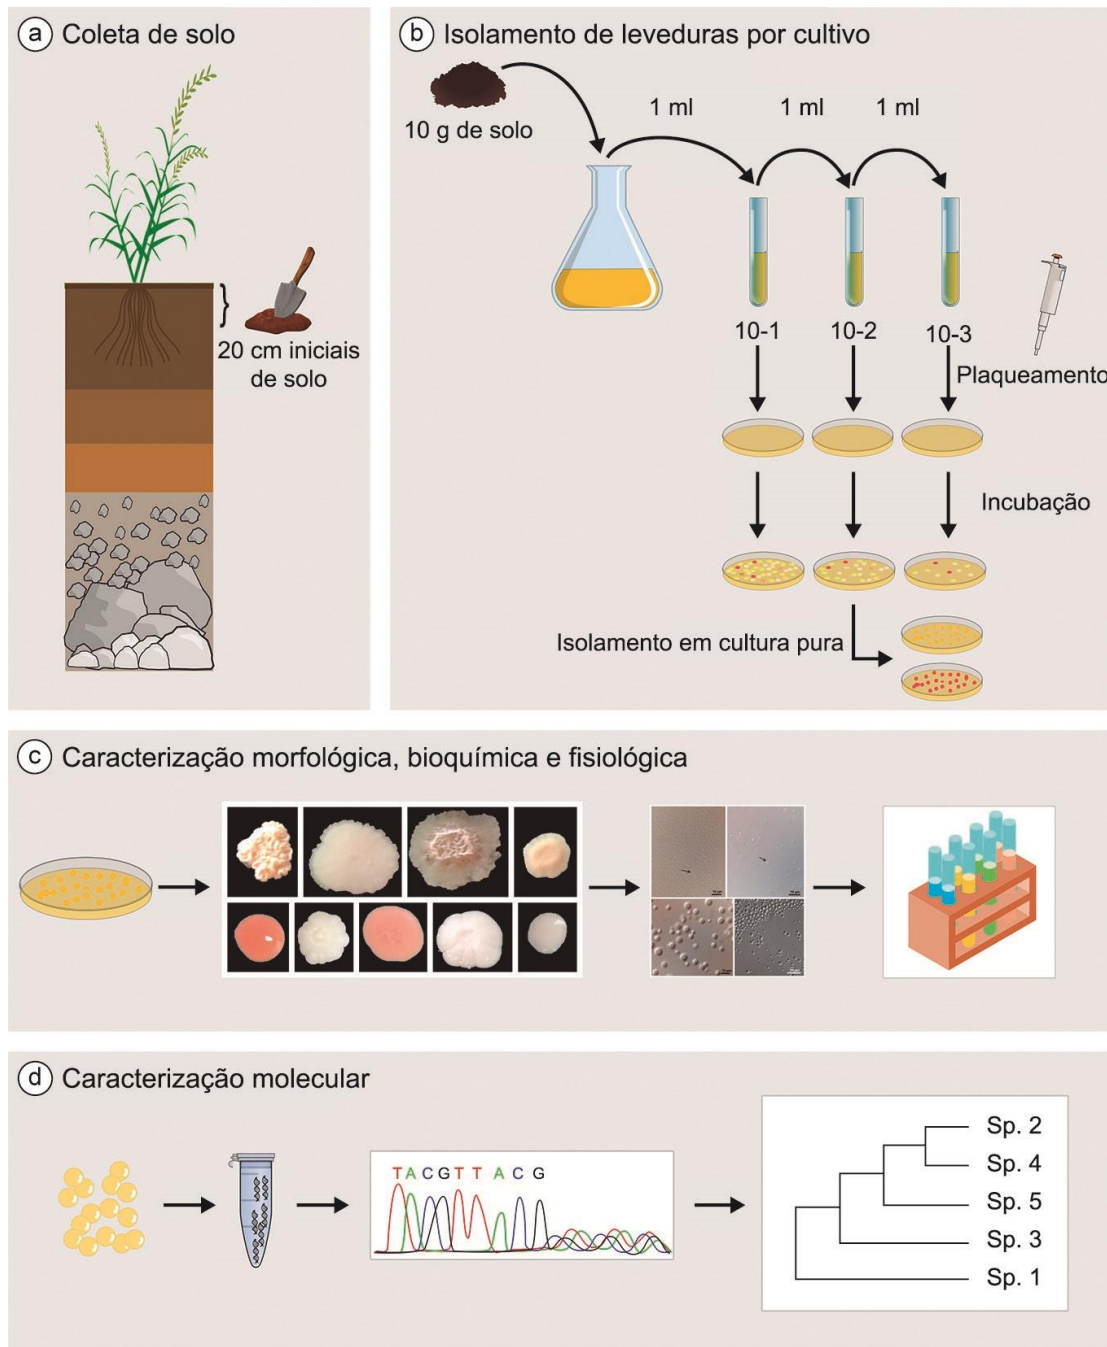 a Coleta de solo
20 cm iniciais
de solo
b Isolamento de leveduras por cultivo
10 g de solo
1 ml
1 ml
1 ml
10-1
10-2
10-3
Plaqueamento
Incubação
Isolamento em cultura pura
c Caracterização morfológica, bioquímica e fisiológica
d Caracterização molecular
TACGTT A C G
Sp. 2
Sp. 4
Sp. 5
Sp. 3
Sp. 1